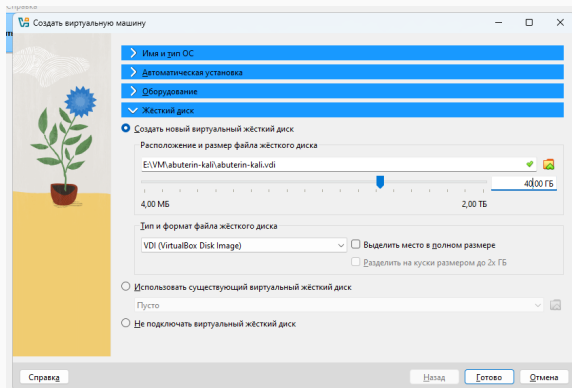 Справка
Создать виртуальную машину
Имя и тип ОС
Автоматическая установка
Оборудование
Жёсткий диск
Создать новый виртуальный жёсткий диск
Расположение и размер файла жёсткого диска
E:\VM\abuterin-kali\abuterin-kali.vdi
40,00 ГБ
4,00 МБ 2,00 ТБ
Тип и формат файла жёсткого диска
VDI (VirtualBox Disk Image) Выделить место в полном размере
Разделить на куски размером до 2х ГБ
Использовать существующий виртуальный жёсткий диск
Пусто
Не подключать виртуальный жёсткий диск
Справка Назад Готово Отмена